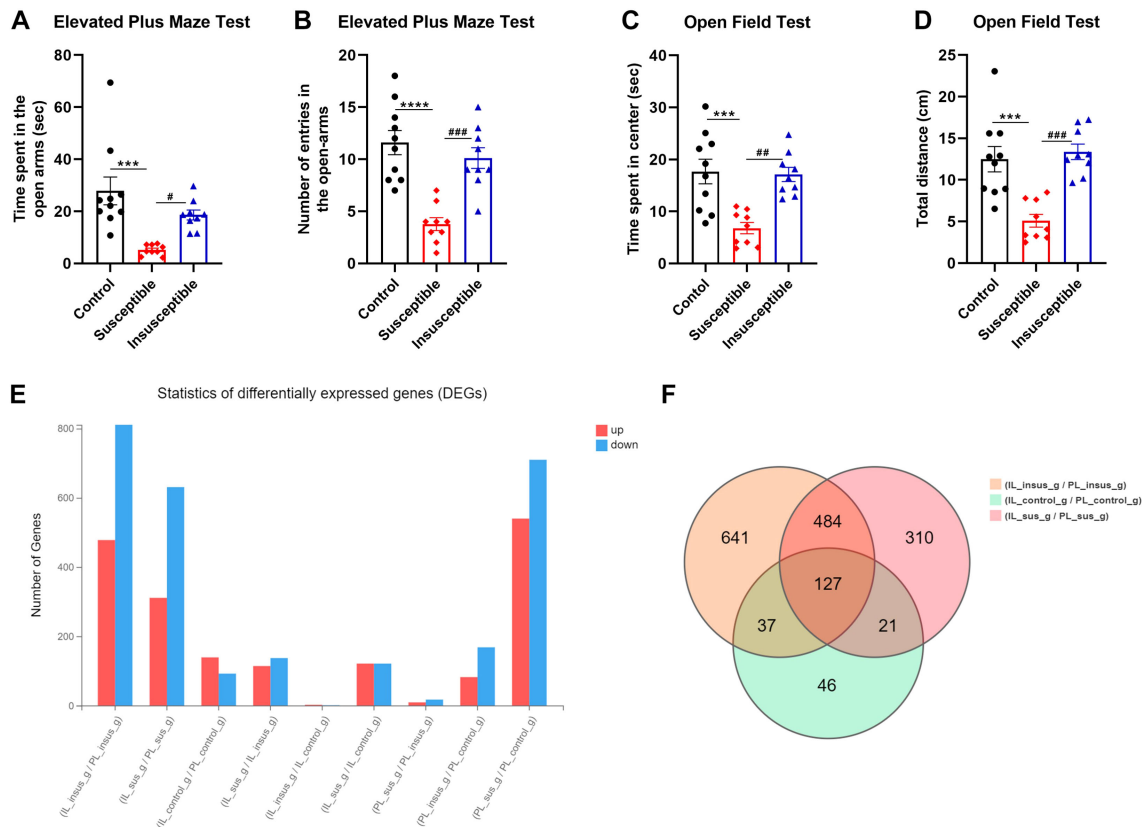 A
Elevated Plus Maze Test
Time spent in the
open arms (sec)
80
60
40
20
0
***
#
Control
Susceptible
Insusceptible
B
Elevated Plus Maze Test
Number of entries in
the open-arms
20
15
10
5
0
****
###
Control
Susceptible
Insusceptible
C
Open Field Test
Time spent in center (sec)
40
30
20
10
0
***
##
Contol
Susceptible
Insusceptible
D
Open Field Test
Total distance (cm)
25
20
15
10
5
0
***
###
Control
Susceptible
Insusceptible
E
Statistics of differentially expressed genes (DEGs)
up
down
Number of Genes
800
600
400
200
0
(IL_insus_g / PL_insus_g)
(IL_sus_g / PL_sus_g)
(IL_control_g / PL_control_g)
(IL_sus_g / IL_insus_g)
(IL_insus_g / IL_control_g)
(IL_sus_g / IL_control_g)
(PL_sus_g / PL_insus_g)
(PL_insus_g / PL_control_g)
(PL_sus_g / PL_control_g)
F
641
484
310
127
37
21
46
(IL_insus_g / PL_insus_g)
(IL_control_g / PL_control_g)
(IL_sus_g / PL_sus_g)